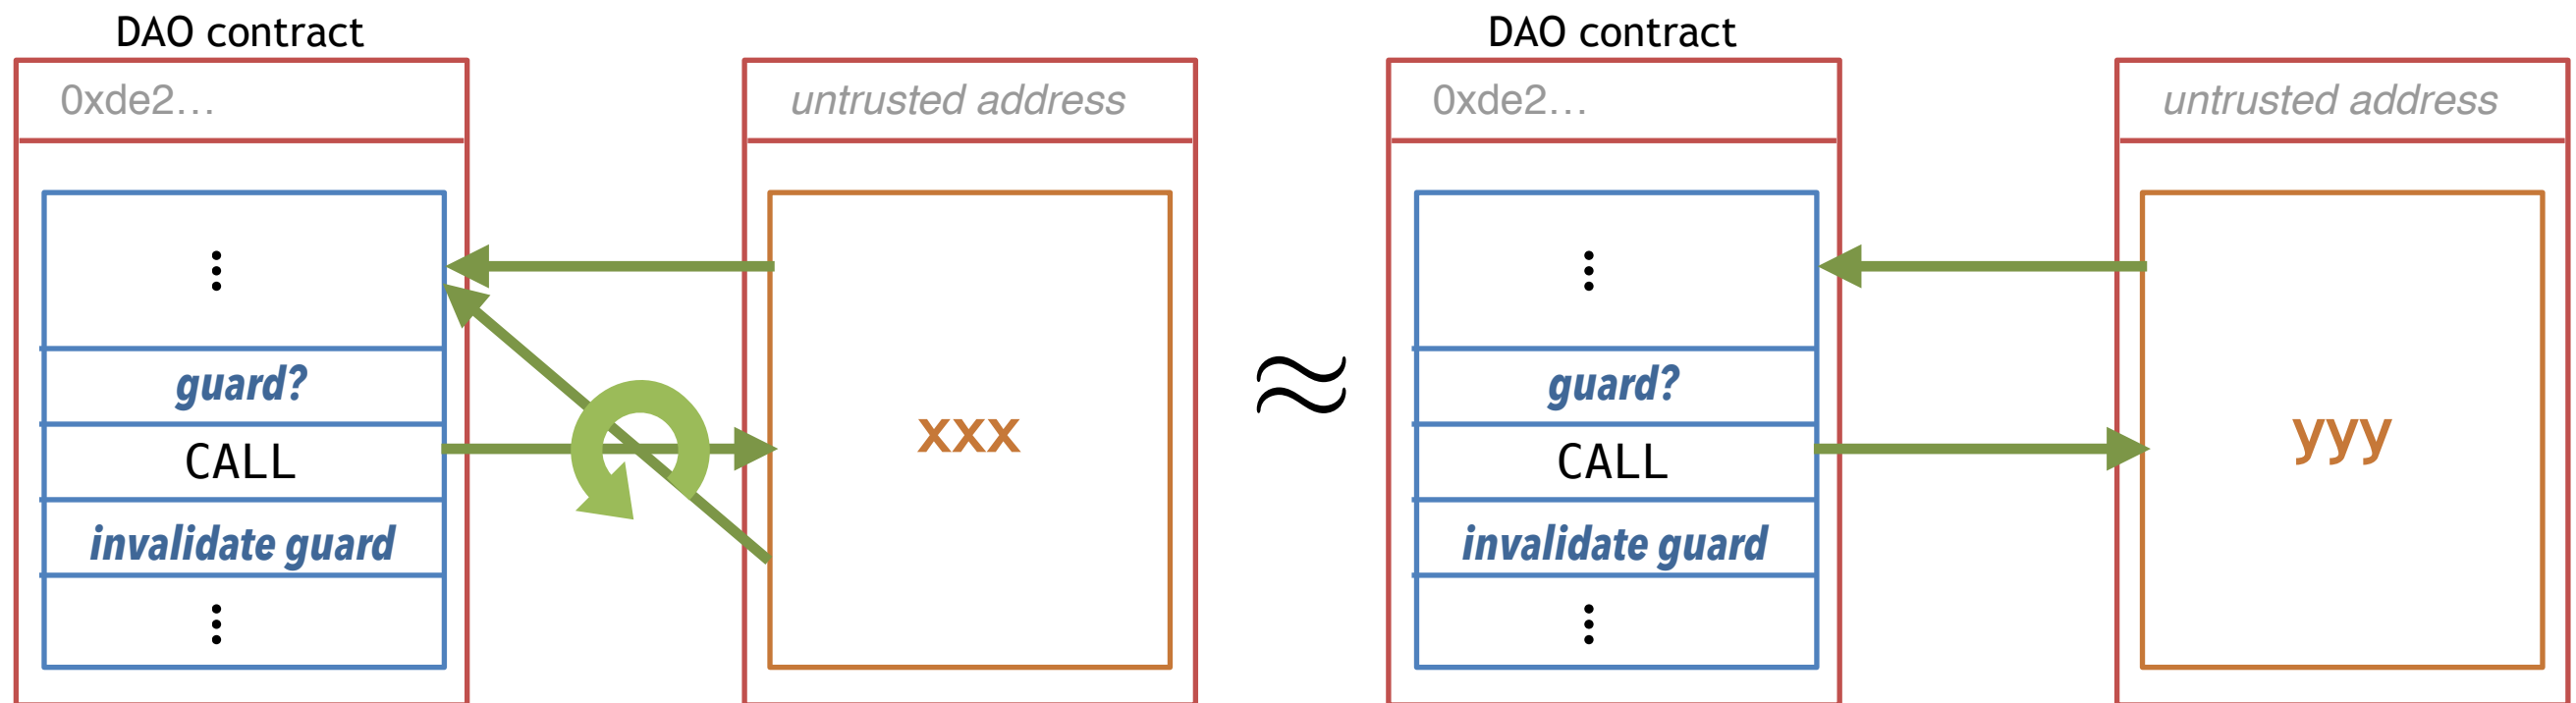 DAO contract
0xde2…
⋮
guard?
CALL
invalidate guard
⋮
untrusted address
xxx
≈
DAO contract
0xde2…
⋮
guard?
CALL
invalidate guard
⋮
untrusted address
yyy